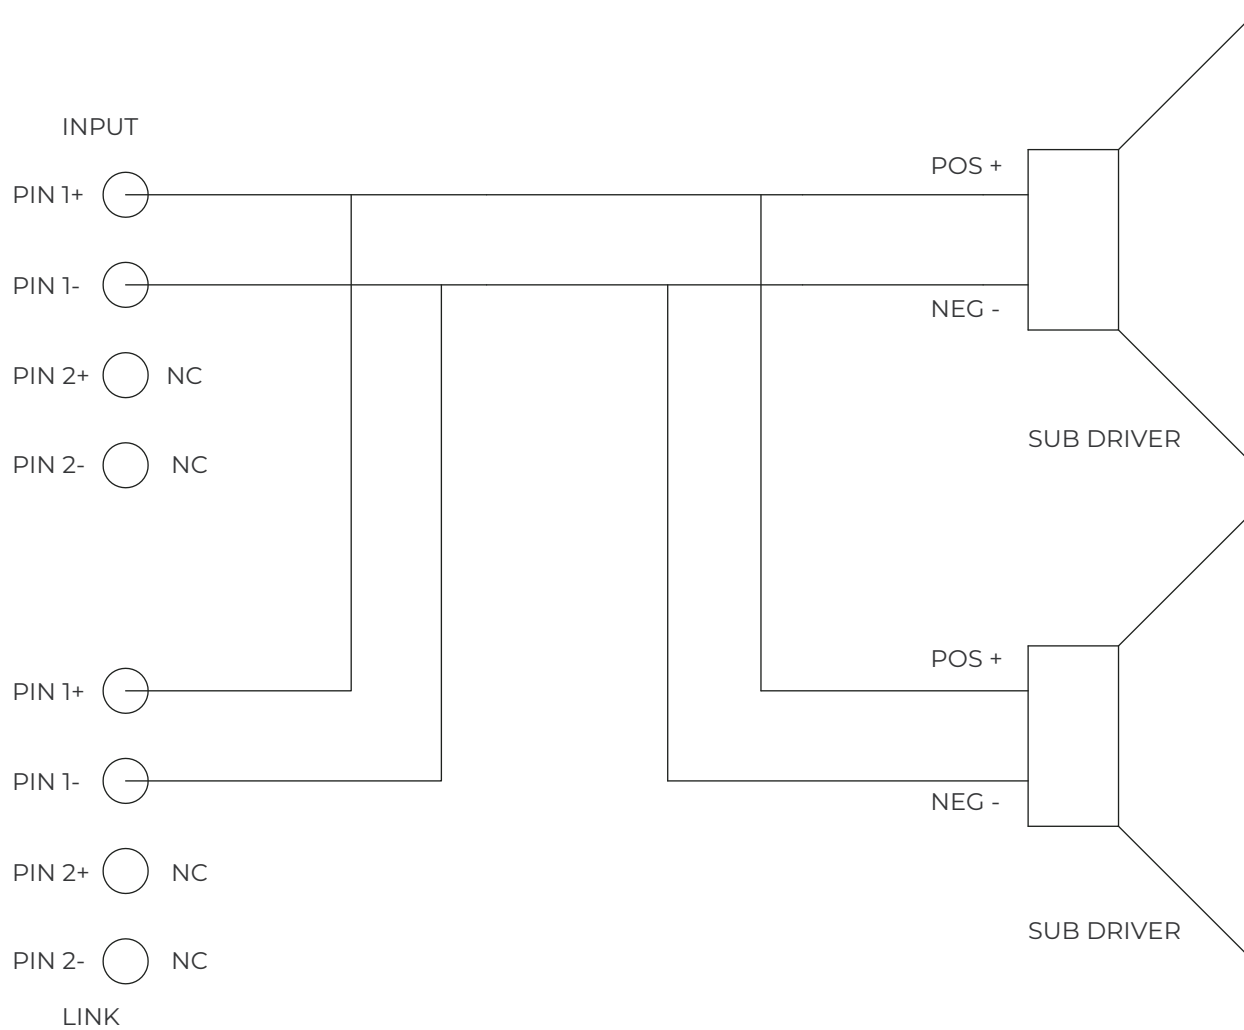 INPUT
POS +
PIN 1+
PIN 1-
NEG -
PIN 2+ NC
SUB DRIVER
PIN 2- NC
POS +
PIN 1+
PIN 1-
NEG -
PIN 2+ NC
SUB DRIVER
PIN 2- NC
LINK